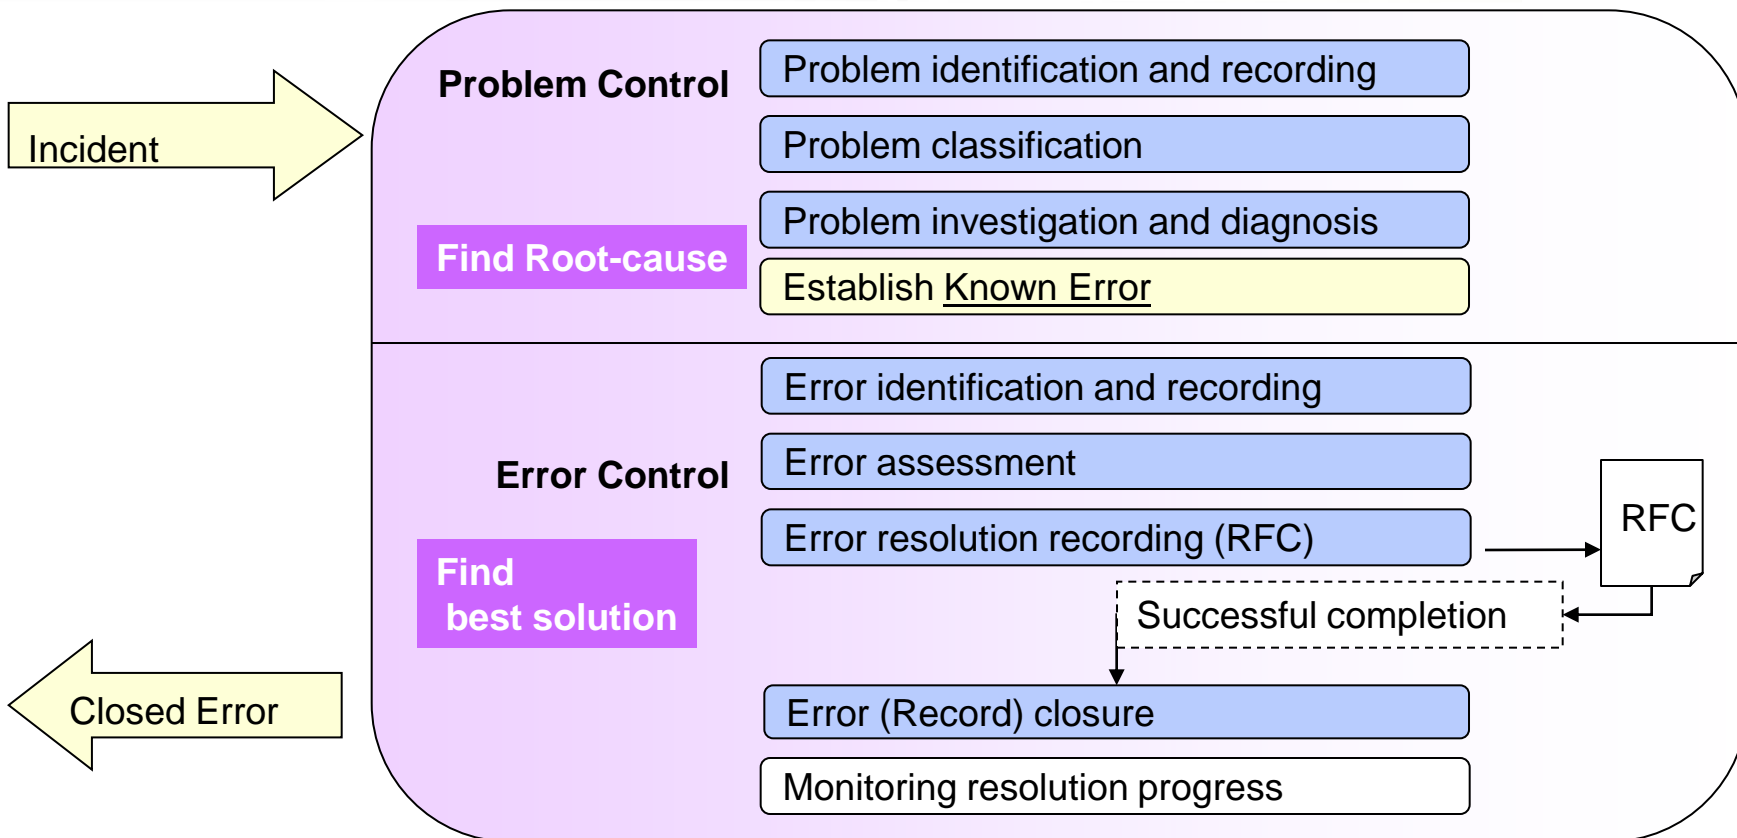 Incident
Problem Control
Problem identification and recording
Problem classification
Problem investigation and diagnosis
Find Root-cause
Establish Known Error
Error identification and recording
Error Control
Error assessment
Error resolution recording (RFC)
RFC
Find
best solution
Successful completion
Closed Error
Error (Record) closure
Monitoring resolution progress